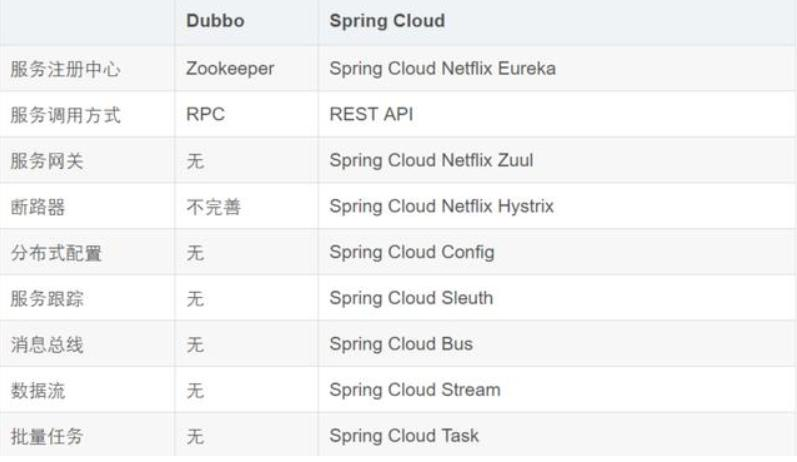 Dubbo Spring Cloud
服务注册中心 Zookeeper Spring Cloud Netflix Eureka
服务调用方式 RPC REST API
服务网关 无 Spring Cloud Netflix Zuul
断路器 不完善 Spring Cloud Netflix Hystrix
分布式配置 无 Spring Cloud Config
服务跟踪 无 Spring Cloud Sleuth
消息总线 无 Spring Cloud Bus
数据流 无 Spring Cloud Stream
批量任务 无 Spring Cloud Task